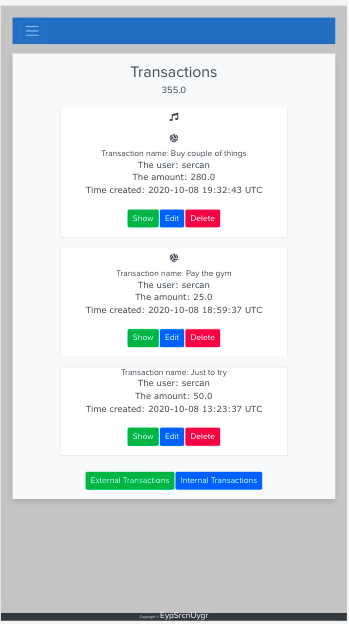 Transactions
355.0
Transaction name: Buy couple of things
The user: sercan
The amount: 280.0
Time created: 2020-10-08 19:32:43 UTC
Show Edit Delete
Transaction name: Pay the gym
The user: sercan
The amount: 25.0
Time created: 2020-10-08 18:59:37 UTC
Show Edit Delete
Transaction name: Just to try
The user: sercan
The amount: 50.0
Time created: 2020-10-08 13:23:37 UTC
Show Edit Delete
External Transactions Internal Transactions
Copyright © EypSrcnUygr